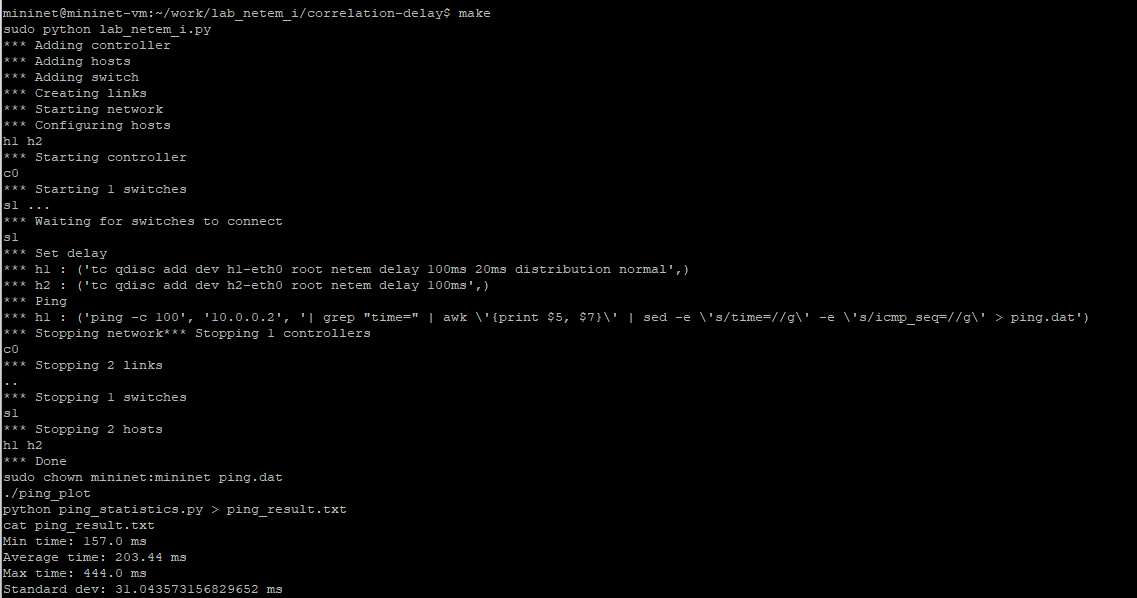 mininet@mininet-vm:~/work/lab_netem_i/correlation-delay$ make
sudo python lab_netem_i.py
*** Adding controller
*** Adding hosts
*** Adding switch
*** Creating links
*** Starting network
*** Configuring hosts
h1 h2
*** Starting controller
c0
*** Starting 1 switches
s1 ...
*** Waiting for switches to connect
s1
*** Set delay
*** h1 : ('tc qdisc add dev h1-eth0 root netem delay 100ms 20ms distribution normal',)
*** h2 : ('tc qdisc add dev h2-eth0 root netem delay 100ms',)
*** Ping
*** h1 : ('ping -c 100', '10.0.0.2', '| grep "time=" | awk \'{print $5, $7}\' | sed -e \'s/time=//g\' -e \'s/icmp_seq=//g\' > ping.dat')
*** Stopping network*** Stopping 1 controllers
c0
*** Stopping 2 links
..
*** Stopping 1 switches
s1
*** Stopping 2 hosts
h1 h2
*** Done
sudo chown mininet:mininet ping.dat
./ping_plot
python ping_statistics.py > ping_result.txt
cat ping_result.txt
Min time: 157.0 ms
Average time: 203.44 ms
Max time: 444.0 ms
Standard dev: 31.043573156829652 ms